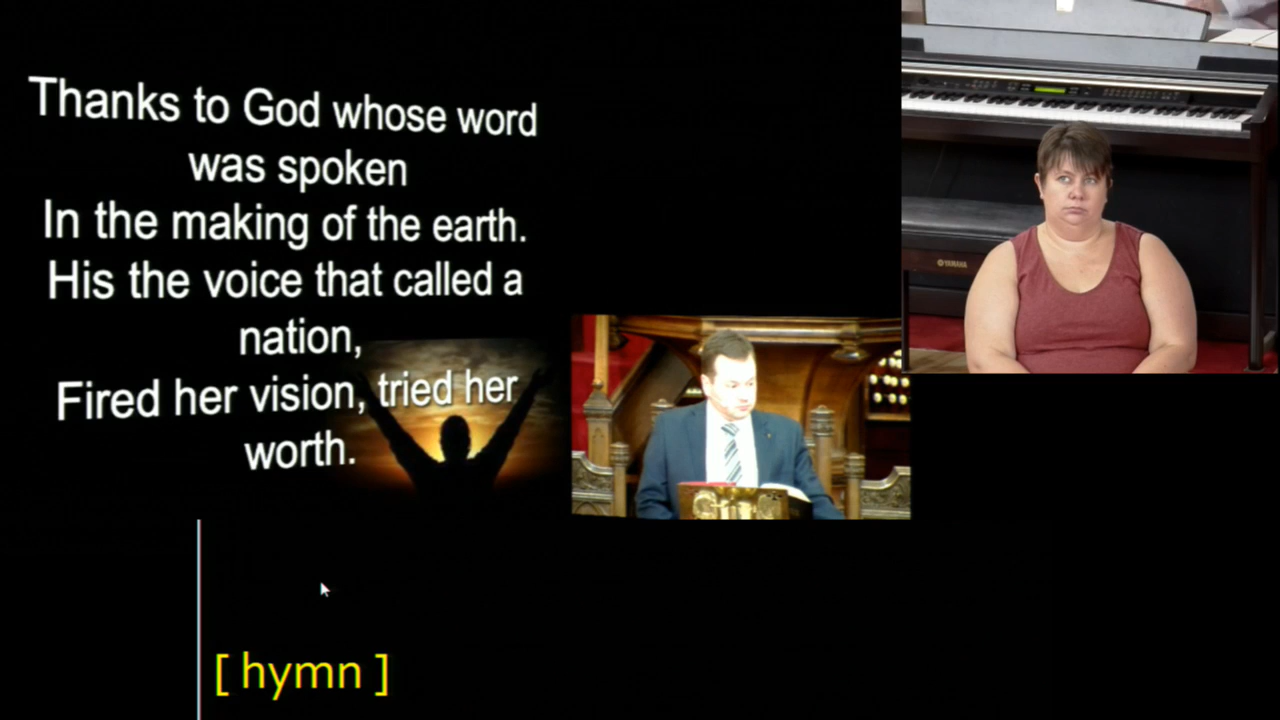 Thanks to God whose word
was spoken
In the making of the earth.
His the voice that called a
nation,
Fired her vision, tried her
worth.
YAMAHA
[ hymn ]